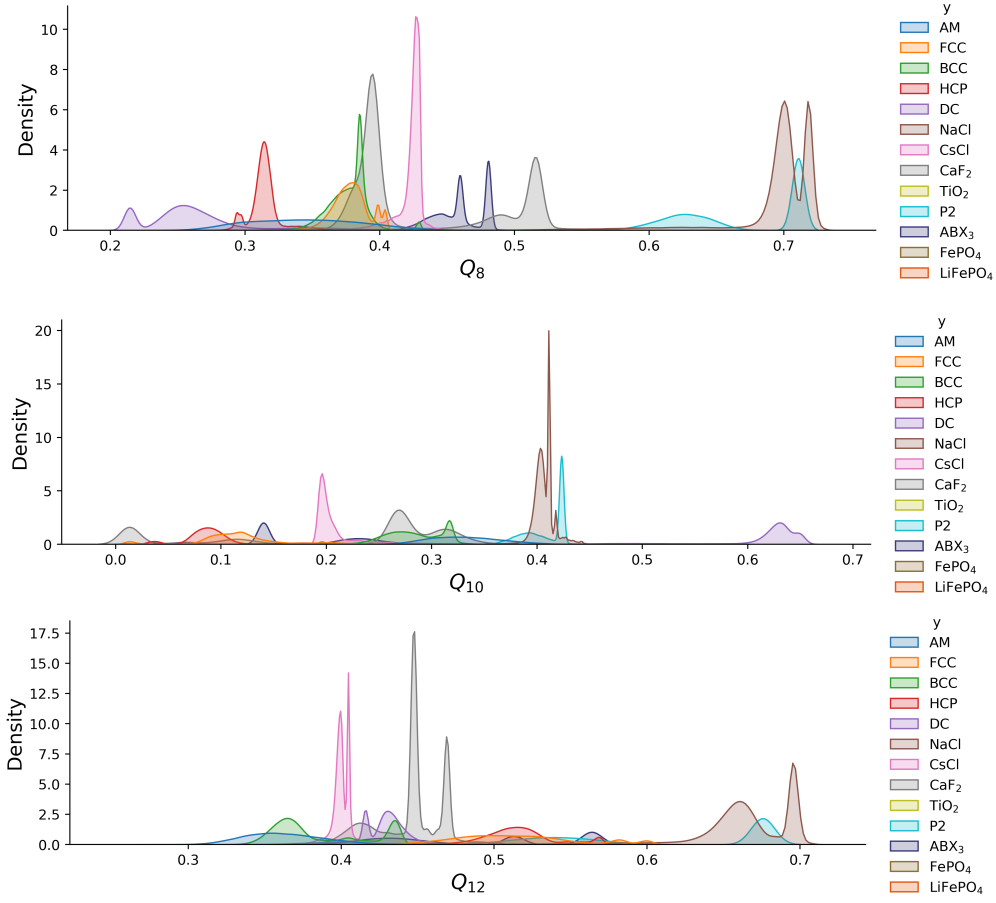 y
AM
FCC
BCC
HCP
DC
NaCl
CsCl
CaF₂
TiO₂
P2
ABX₃
FePO₄
LiFePO₄
Density
10
8
6
4
2
0
0.2 0.3 0.4 0.5 0.6 0.7
Q₈
y
AM
FCC
BCC
HCP
DC
NaCl
CsCl
CaF₂
TiO₂
P2
ABX₃
FePO₄
LiFePO₄
Density
20
15
10
5
0
0.0 0.1 0.2 0.3 0.4 0.5 0.6 0.7
Q₁₀
y
AM
FCC
BCC
HCP
DC
NaCl
CsCl
CaF₂
TiO₂
P2
ABX₃
FePO₄
LiFePO₄
Density
17.5
15.0
12.5
10.0
7.5
5.0
2.5
0.0
0.3 0.4 0.5 0.6 0.7
Q₁₂